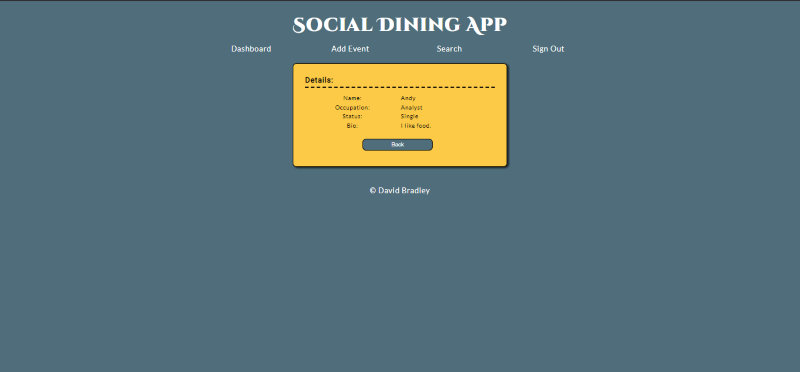 Social Dining App
Dashboard Add Event Search Sign Out
Details:
Name: Andy
Occupation: Analyst
Status: Single
Bio: I like food.
Back
© David Bradley